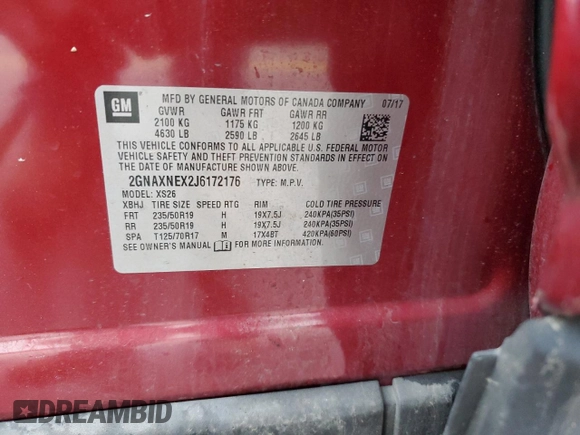 GM
MFD BY GENERAL MOTORS OF CANADA COMPANY 07/17
GVWR GAWR FRT GAWR RR
2100 KG 1175 KG 1200 KG
4630 LB 2590 LB 2645 LB
THIS VEHICLE CONFORMS TO ALL APPLICABLE U.S. FEDERAL MOTOR
VEHICLE SAFETY AND THEFT PREVENTION STANDARDS IN EFFECT ON
THE DATE OF MANUFACTURE SHOWN ABOVE.
2GNAXNEX2J6172176 TYPE: M.P.V.
MODEL: XS26
XBHJ TIRE SIZE SPEED RTG RIM COLD TIRE PRESSURE
FRT 235/50R19 H 19X7.5J 240KPA(35PSI)
RR 235/50R19 H 19X7.5J 240KPA(35PSI)
SPA T125/70R17 M 17X4BT 420KPA(60PSI)
SEE OWNER'S MANUAL FOR MORE INFORMATION
DREAMBID